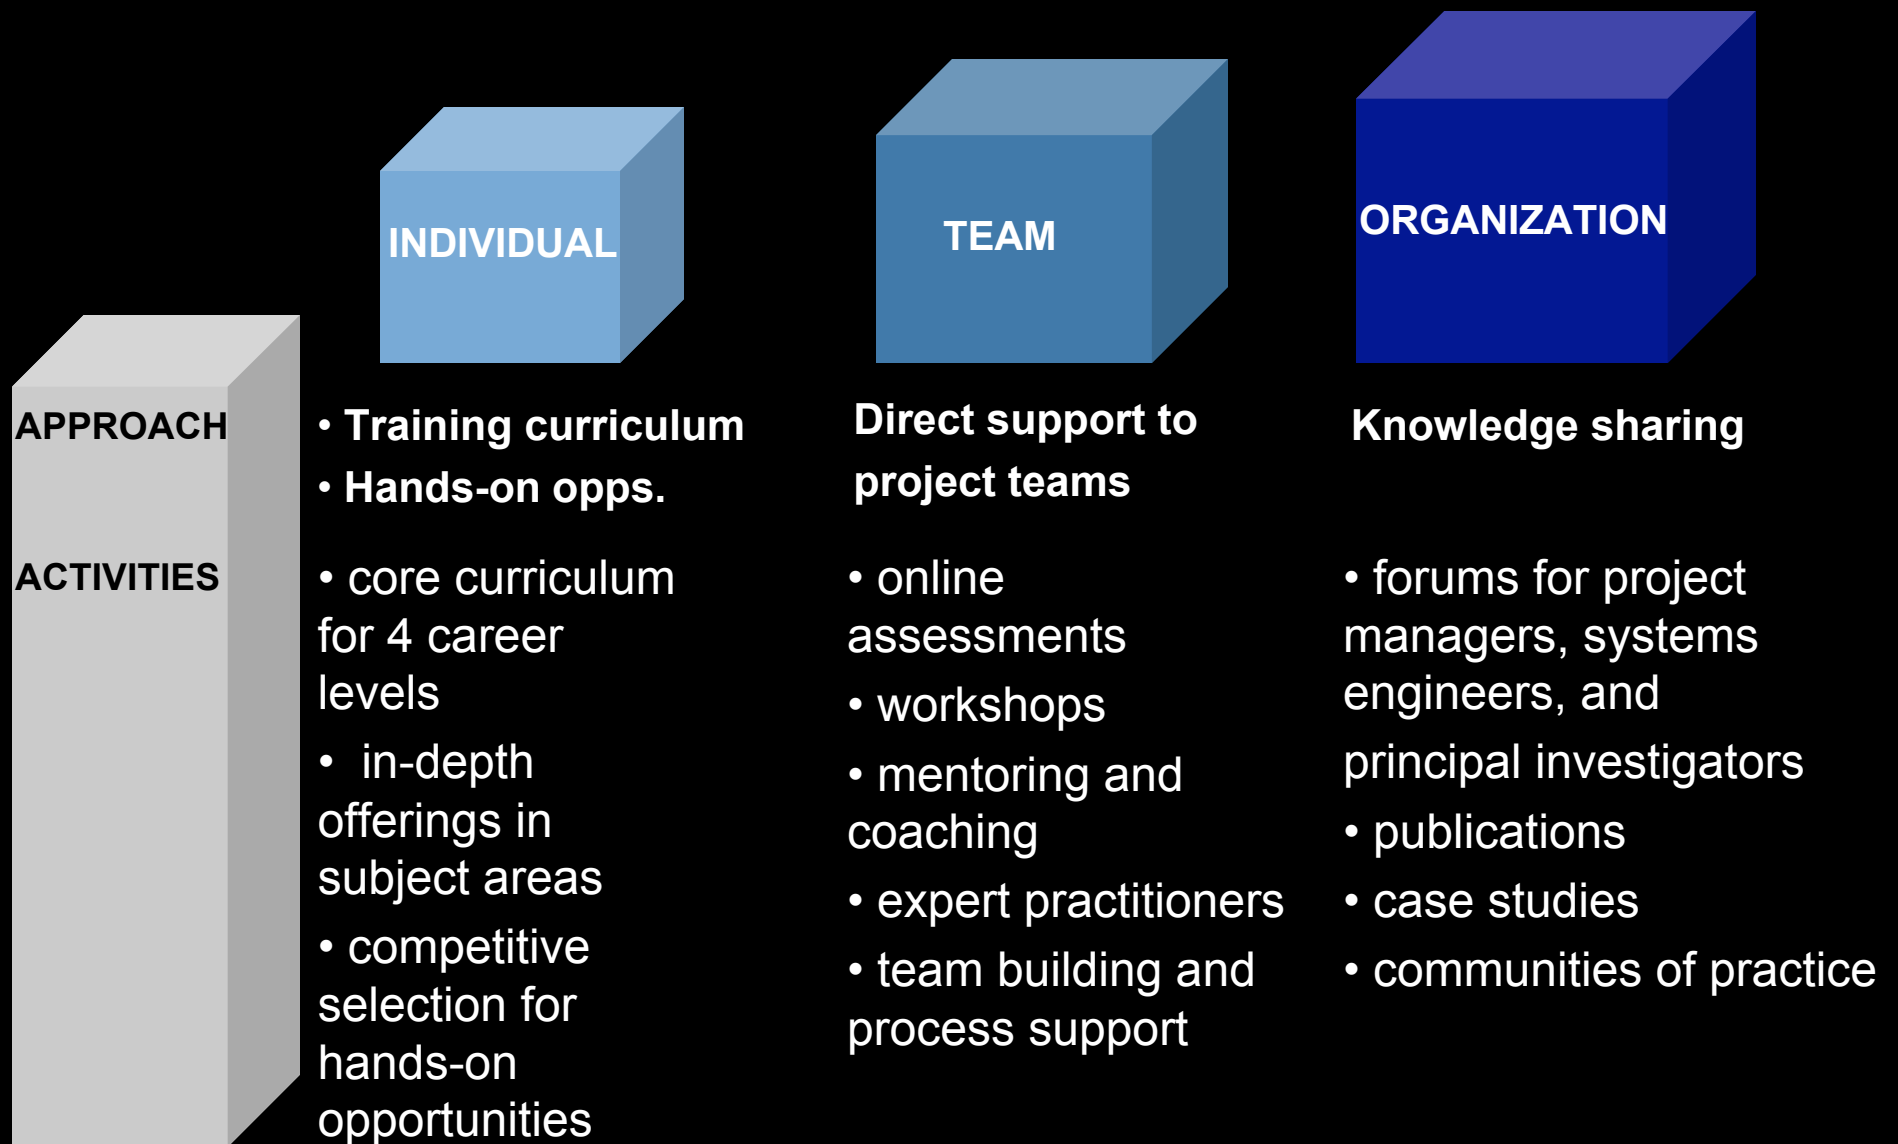 INDIVIDUAL
TEAM
ORGANIZATION
APPROACH
• Training curriculum
• Hands-on opps.
Direct support to
project teams
Knowledge sharing
ACTIVITIES
• core curriculum
for 4 career
levels
• in-depth
offerings in
subject areas
• competitive
selection for
hands-on
opportunities
• online
assessments
• workshops
• mentoring and
coaching
• expert practitioners
• team building and
process support
• forums for project
managers, systems
engineers, and
principal investigators
• publications
• case studies
• communities of practice